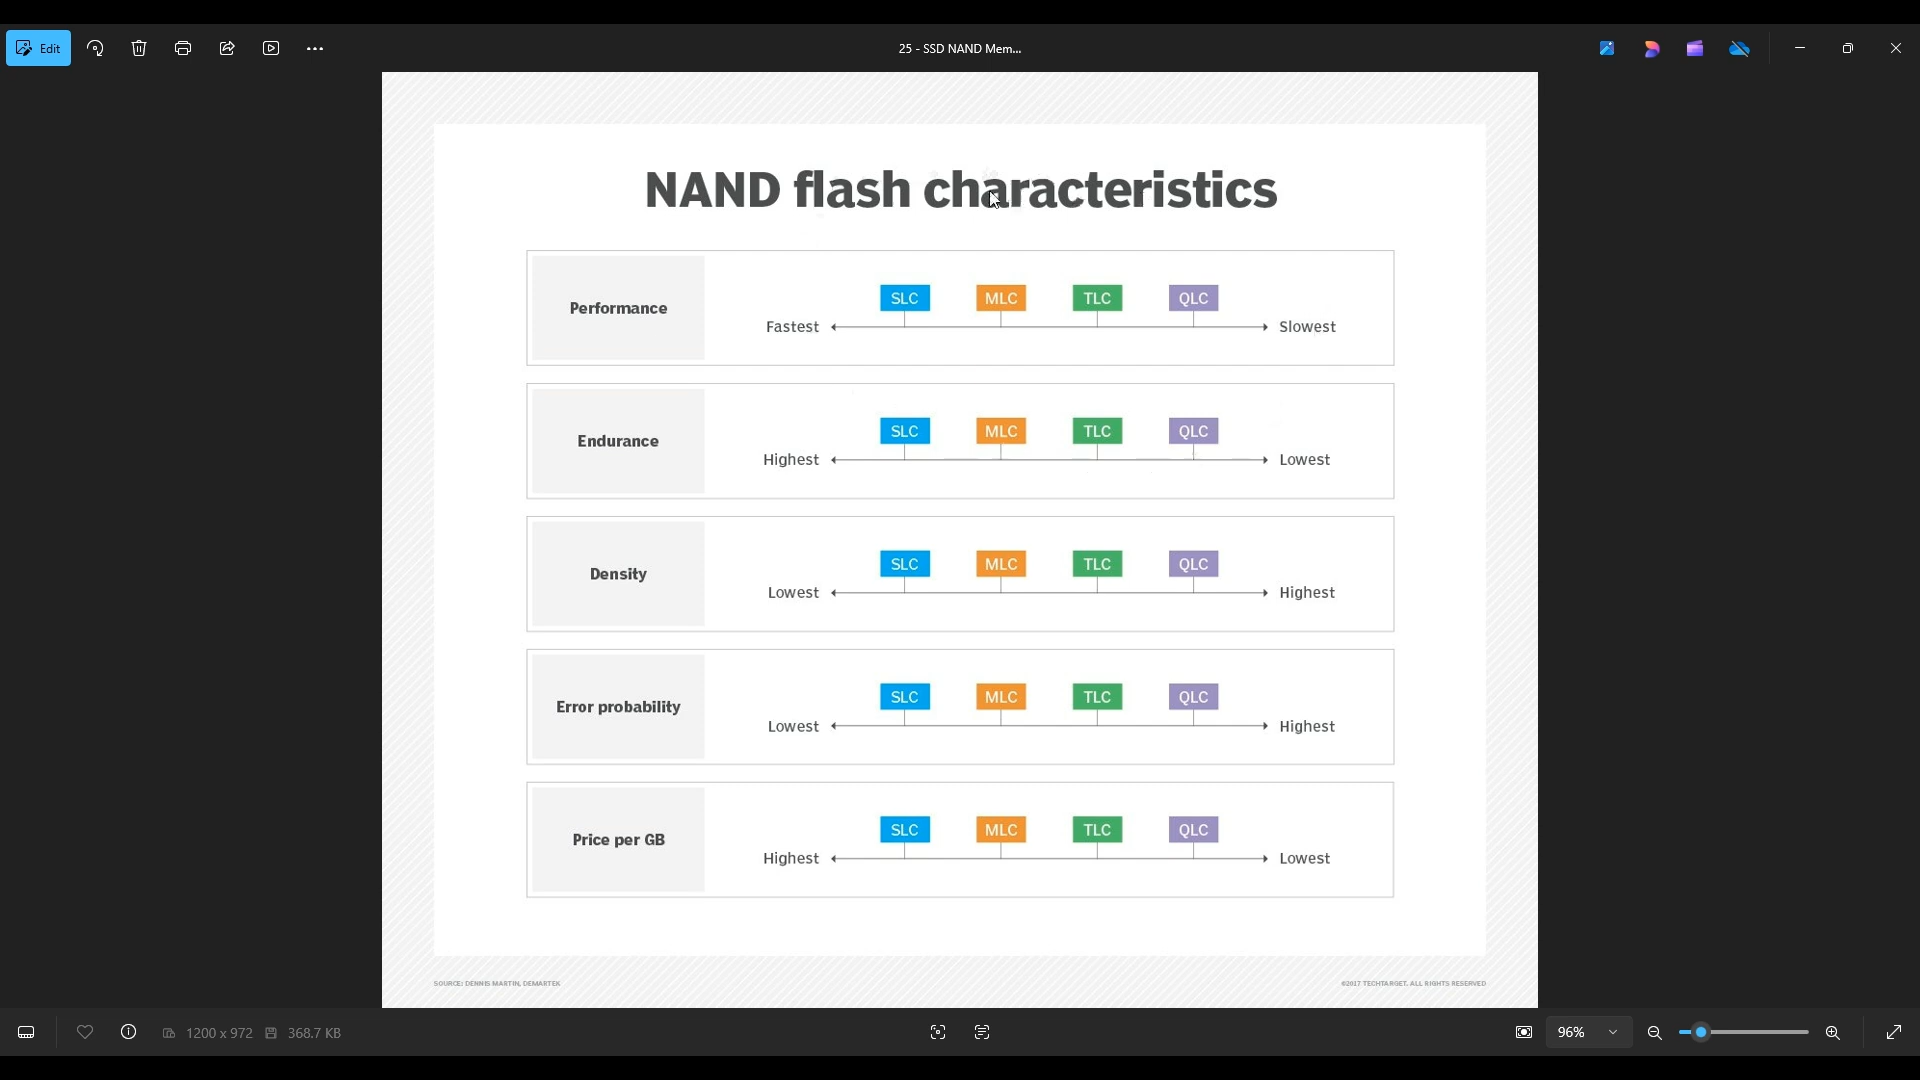 Edit
25 - SSD NAND Mem...
NAND flash characteristics
Performance
SLC MLC TLC QLC
Fastest Slowest
Endurance
SLC MLC TLC QLC
Highest Lowest
Density
SLC MLC TLC QLC
Lowest Highest
Error probability
SLC MLC TLC QLC
Lowest Highest
Price per GB
SLC MLC TLC QLC
Highest Lowest
SOURCE: DENNIS MARTIN, DEMARTEK
©2017 TECHTARGET. ALL RIGHTS RESERVED
1200 x 972 368.7 KB
96%